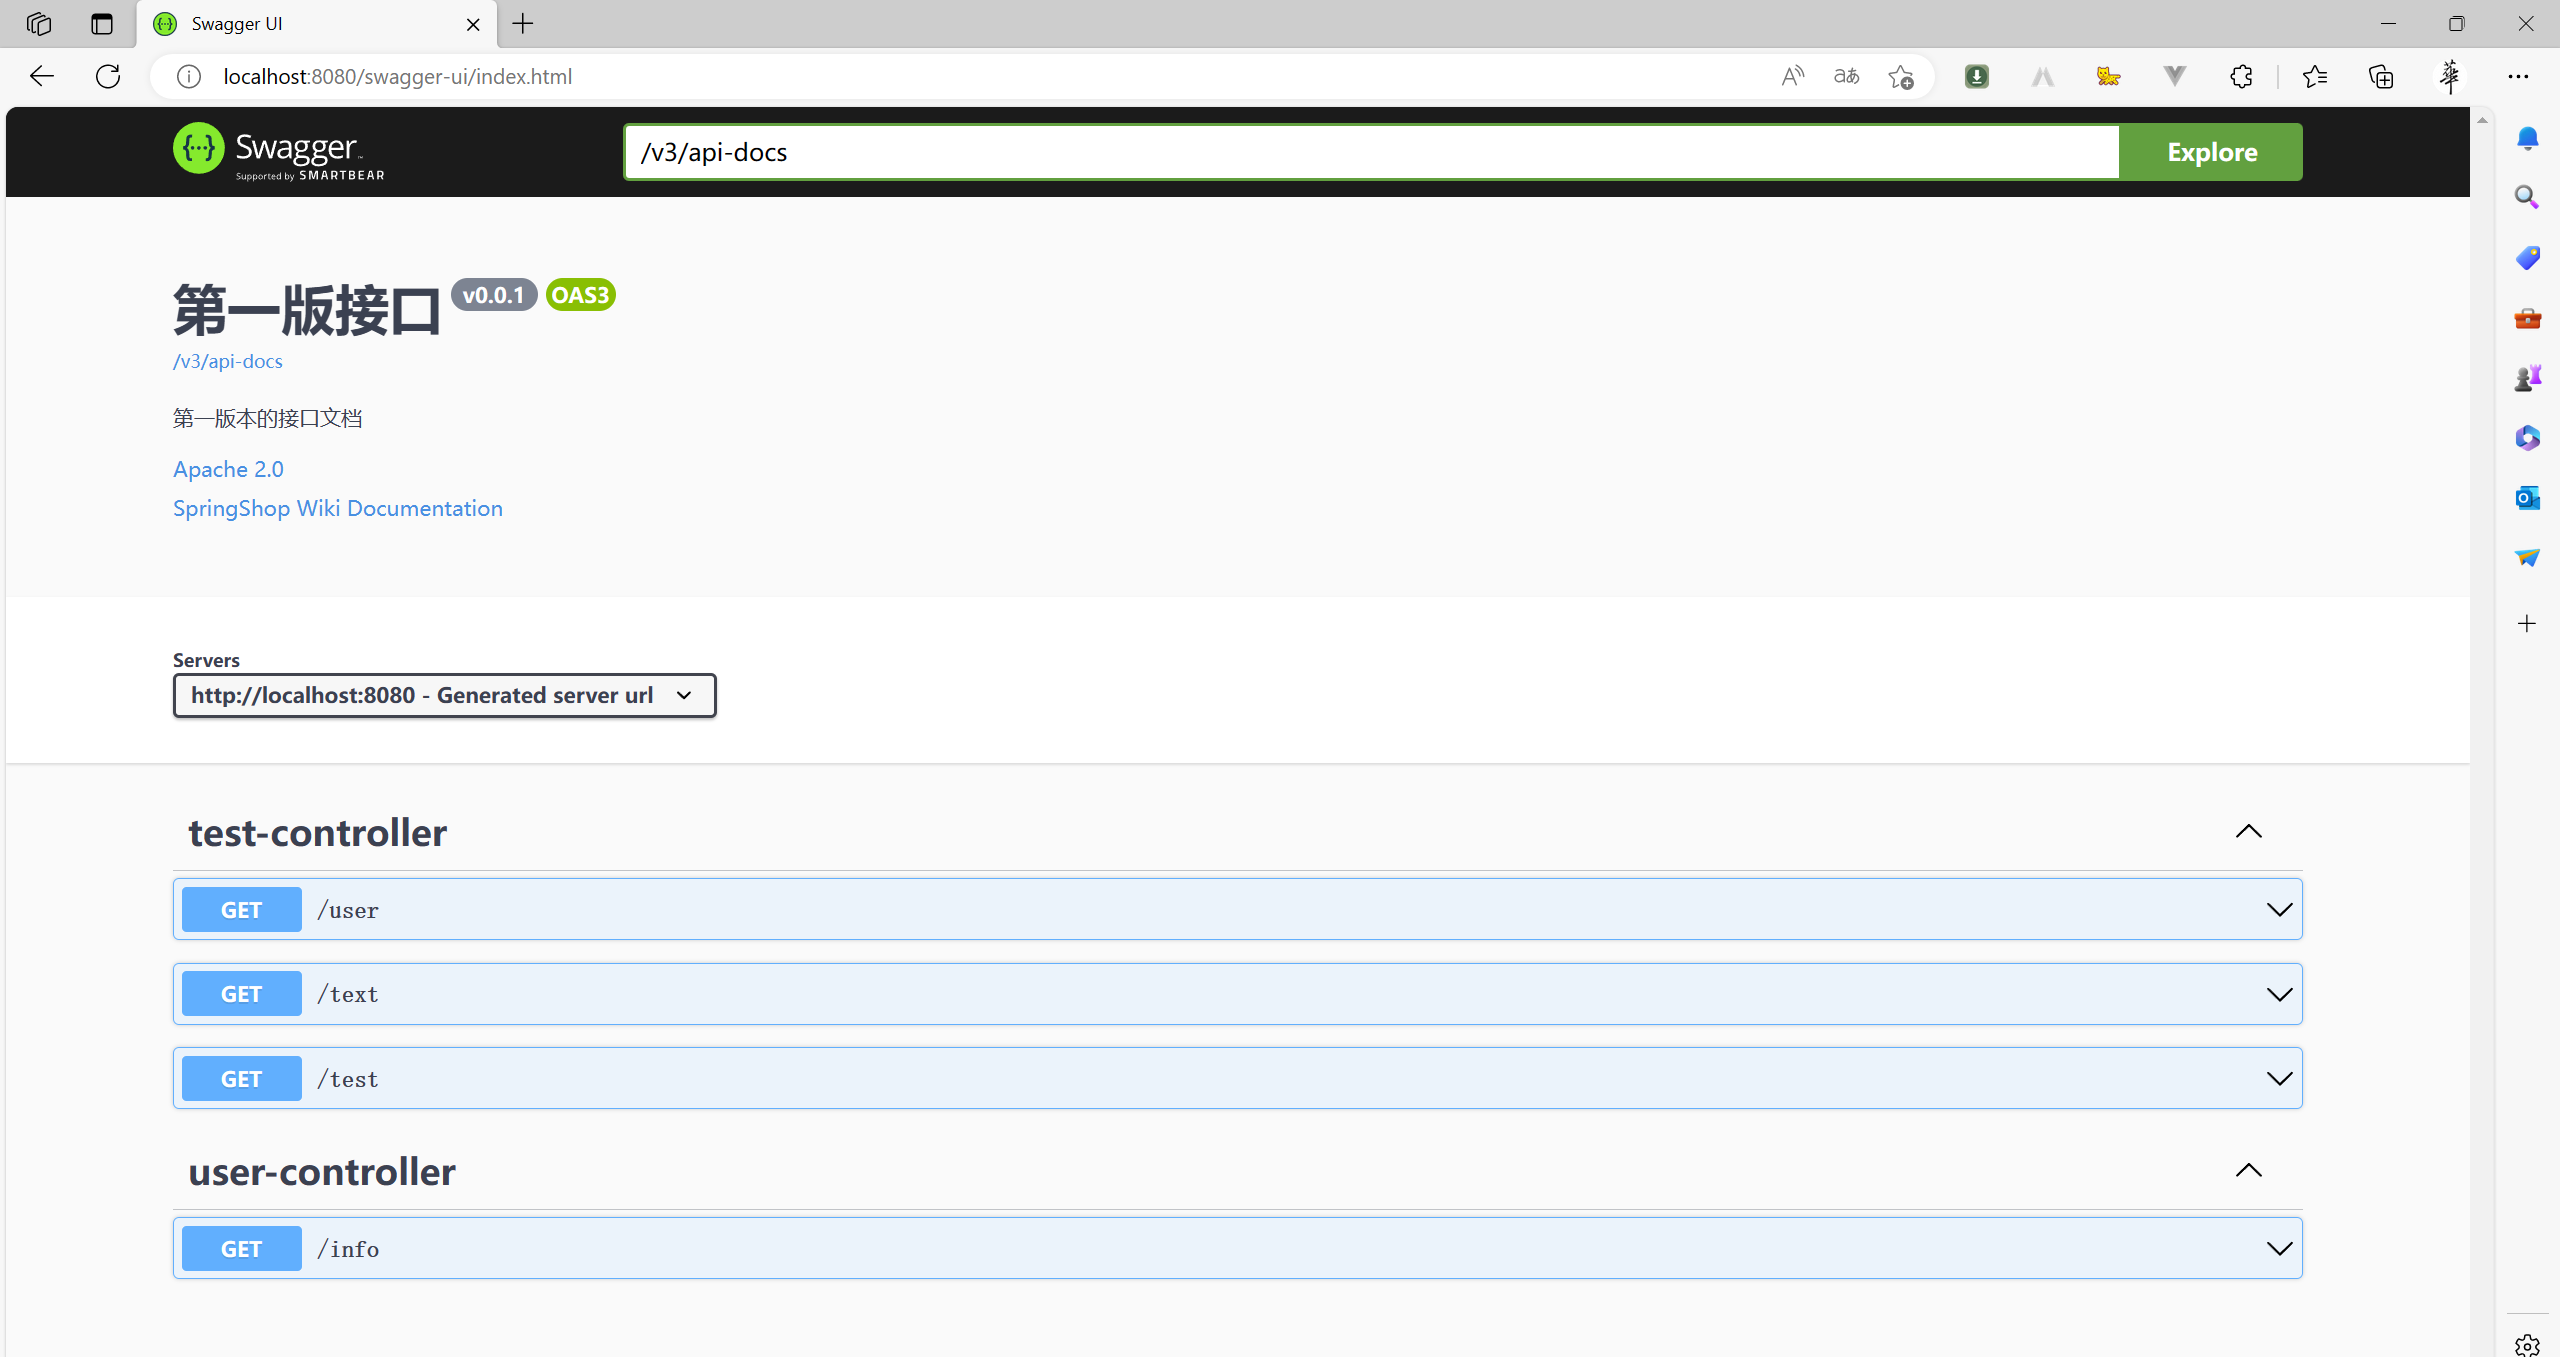 Swagger UI
localhost:8080/swagger-ui/index.html
Swagger
Supported by SMARTBEAR
/v3/api-docs
Explore
第一版接口 v0.0.1 OAS3
/v3/api-docs
第一版本的接口文档
Apache 2.0
SpringShop Wiki Documentation
Servers
http://localhost:8080 - Generated server url
test-controller
GET /user
GET /text
GET /test
user-controller
GET /info